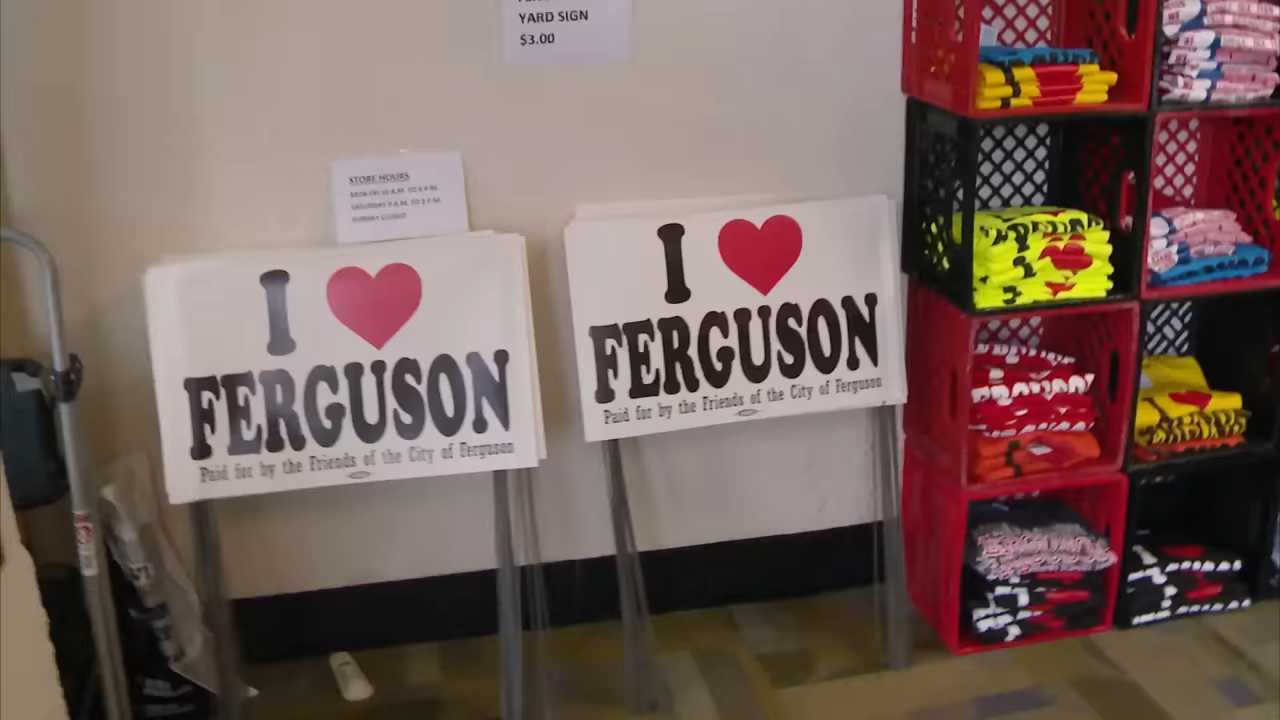 YARD SIGN
$3.00
STORE HOURS
I
FERGUSON
Paid for by the Friends of the City of Ferguson
I
FERGUSON
Paid for by the Friends of the City of Ferguson